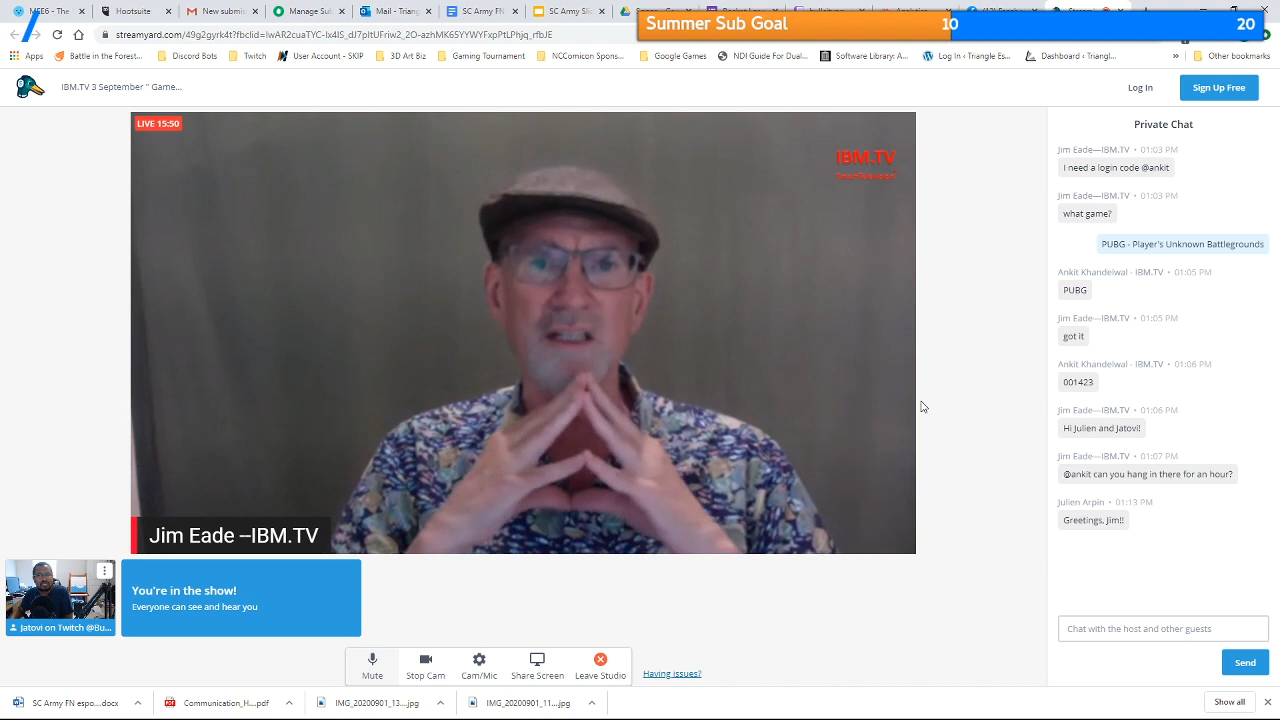 Summer Sub Goal 10 20
streamyard.com/
Apps
Battle in the Innest...
Discord Bots
Twitch
User Account - SKIP
3D Art Biz
Gaming Tournament
NCComicon Spons...
Google Games
NDI Guide For Dual...
Software Library: ...
Log In ‹ Triangle Es...
Dashboard ‹ Triangl...
»
Other bookmarks
IBM.TV 3 September " Game...
Log In
Sign Up Free
LIVE 15:50
IBM.TV
Jim Eade --IBM.TV
Private Chat
Jim Eade—IBM.TV • 01:03 PM
I need a login code @ankit
Jim Eade—IBM.TV • 01:03 PM
what game?
PUBG - Player's Unknown Battlegrounds
Ankit Khandelwal - IBM.TV • 01:05 PM
PUBG
Jim Eade—IBM.TV • 01:05 PM
got it
Ankit Khandelwal - IBM.TV • 01:06 PM
001423
Jim Eade—IBM.TV • 01:06 PM
Hi Julien and Jatovi!
Jim Eade—IBM.TV • 01:07 PM
@ankit can you hang in there for an hour?
Julien Arpin • 01:13 PM
Greetings, Jim!!
Chat with the host and other guests
Send
Jatovi on Twitch @Bu...
You're in the show!
Everyone can see and hear you
Mute
Stop Cam
Cam/Mic
Share Screen
Leave Studio
Having issues?
SC Army FN espo....docx
Communication_H....pdf
IMG_20200901_13....jpg
IMG_20200901_11....jpg
Show all